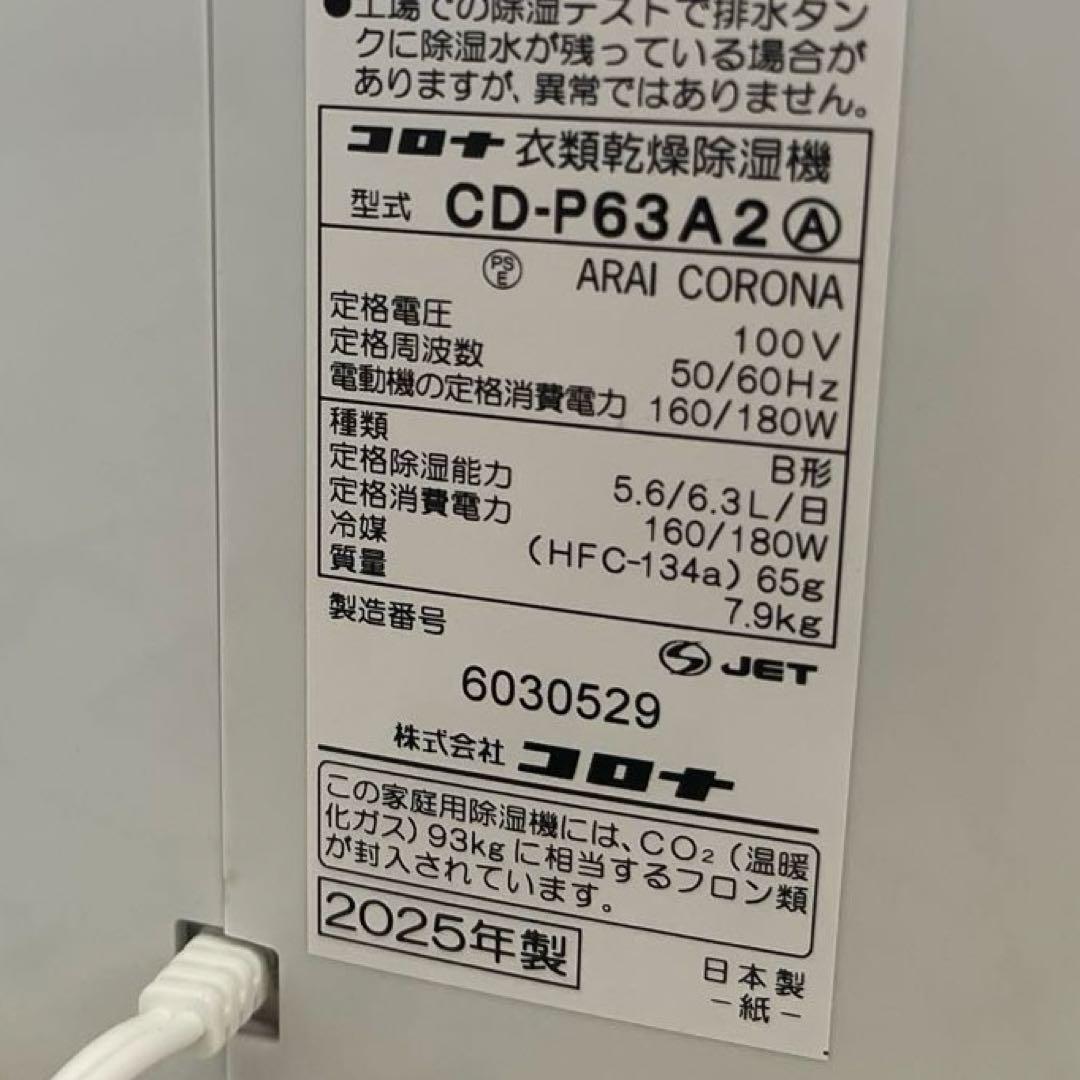 ●工場での除湿テストで排水タン
クに除湿水が残っている場合が
ありますが、異常ではありません。
コロナ 衣類乾燥除湿機
型式 CD-P63A2Ⓐ
PSE ARAI CORONA
定格電圧 100V
定格周波数 50/60Hz
電動機の定格消費電力 160/180W
種類 B形
定格除湿能力 5.6/6.3L/日
定格消費電力 160/180W
冷媒 (HFC-134a) 65g
質量 7.9kg
製造番号
JET
6030529
株式会社 コロナ
この家庭用除湿機には、CO₂(温暖
化ガス)93kgに相当するフロン類
が封入されています。
2025年製
日本製
-紙-